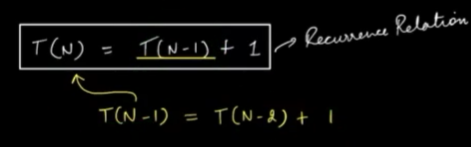 T(N) = T(N-1) + 1 → Recurrence Relation
T(N-1) = T(N-2) + 1